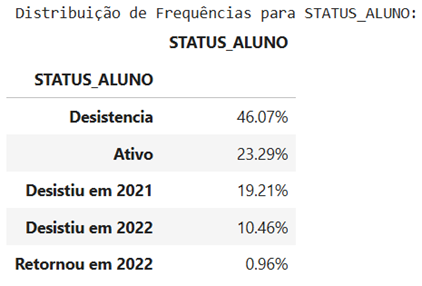 Distribuição de Frequências para STATUS_ALUNO:
STATUS_ALUNO
STATUS_ALUNO
Desistencia 46.07%
Ativo 23.29%
Desistiu em 2021 19.21%
Desistiu em 2022 10.46%
Retornou em 2022 0.96%